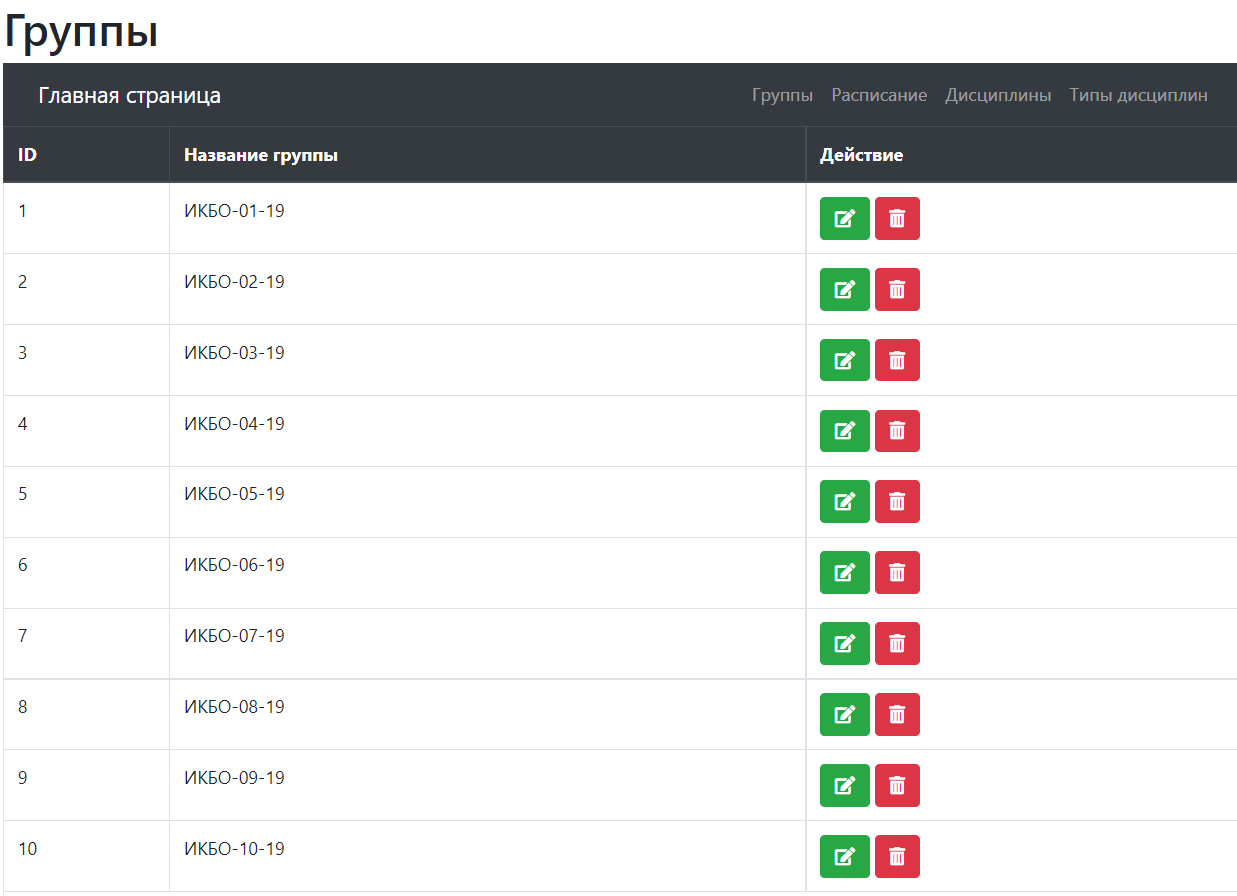 Группы
Главная страница Группы Расписание Дисциплины Типы дисциплин
ID Название группы Действие
1 ИКБО-01-19
2 ИКБО-02-19
3 ИКБО-03-19
4 ИКБО-04-19
5 ИКБО-05-19
6 ИКБО-06-19
7 ИКБО-07-19
8 ИКБО-08-19
9 ИКБО-09-19
10 ИКБО-10-19